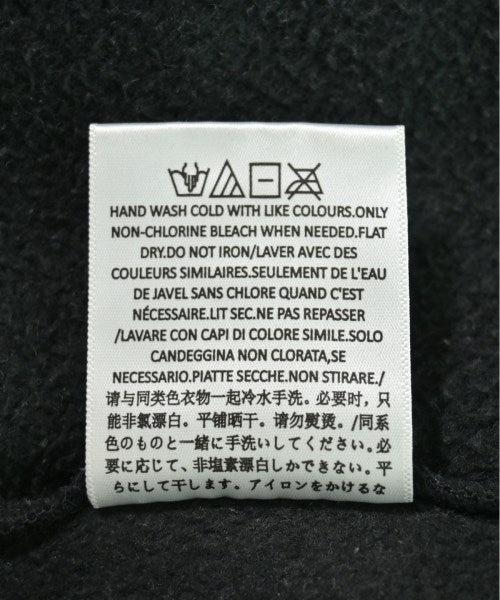 HAND WASH COLD WITH LIKE COLOURS.ONLY
NON-CHLORINE BLEACH WHEN NEEDED.FLAT
DRY.DO NOT IRON/LAVER AVEC DES
COULEURS SIMILAIRES.SEULEMENT DE L'EAU
DE JAVEL SANS CHLORE QUAND C'EST
NÉCESSAIRE.LIT SEC.NE PAS REPASSER
/LAVARE CON CAPI DI COLORE SIMILE.SOLO
CANDEGGINA NON CLORATA,SE
NECESSARIO.PIATTE SECCHE.NON STIRARE./
请与同类色衣物一起冷水手洗。必要时，只
能非氯漂白。平铺晒干。请勿熨烫。/同系
色のものと一緒に手洗いしてください。必
要に応じて、非塩素漂白しかできない。平
らにして干します。アイロンをかけるな